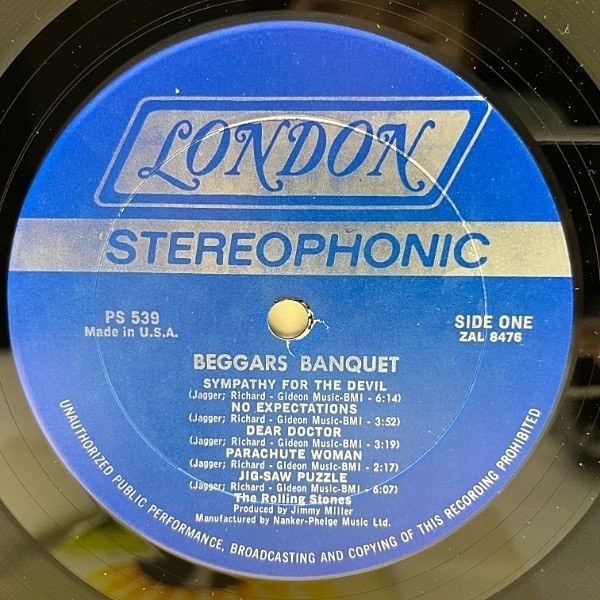 LONDON
STEREOPHONIC
PS 539
Made in U.S.A.
SIDE ONE
ZAL 8476
BEGGARS BANQUET
SYMPATHY FOR THE DEVIL
(Jagger; Richard - Gideon Music-BMI - 6:14)
NO EXPECTATIONS
(Jagger; Richard - Gideon Music-BMI - 3:52)
DEAR DOCTOR
(Jagger; Richard - Gideon Music-BMI - 3:19)
PARACHUTE WOMAN
(Jagger; Richard - Gideon Music-BMI - 2:17)
JIG-SAW PUZZLE
(Jagger; Richard - Gideon Music-BMI - 6:07)
The Rolling Stones
Produced by Jimmy Miller
Manufactured by Nanker-Phelge Music Ltd.
UNAUTHORIZED PUBLIC PERFORMANCE, BROADCASTING AND COPYING OF THIS RECORDING PROHIBITED